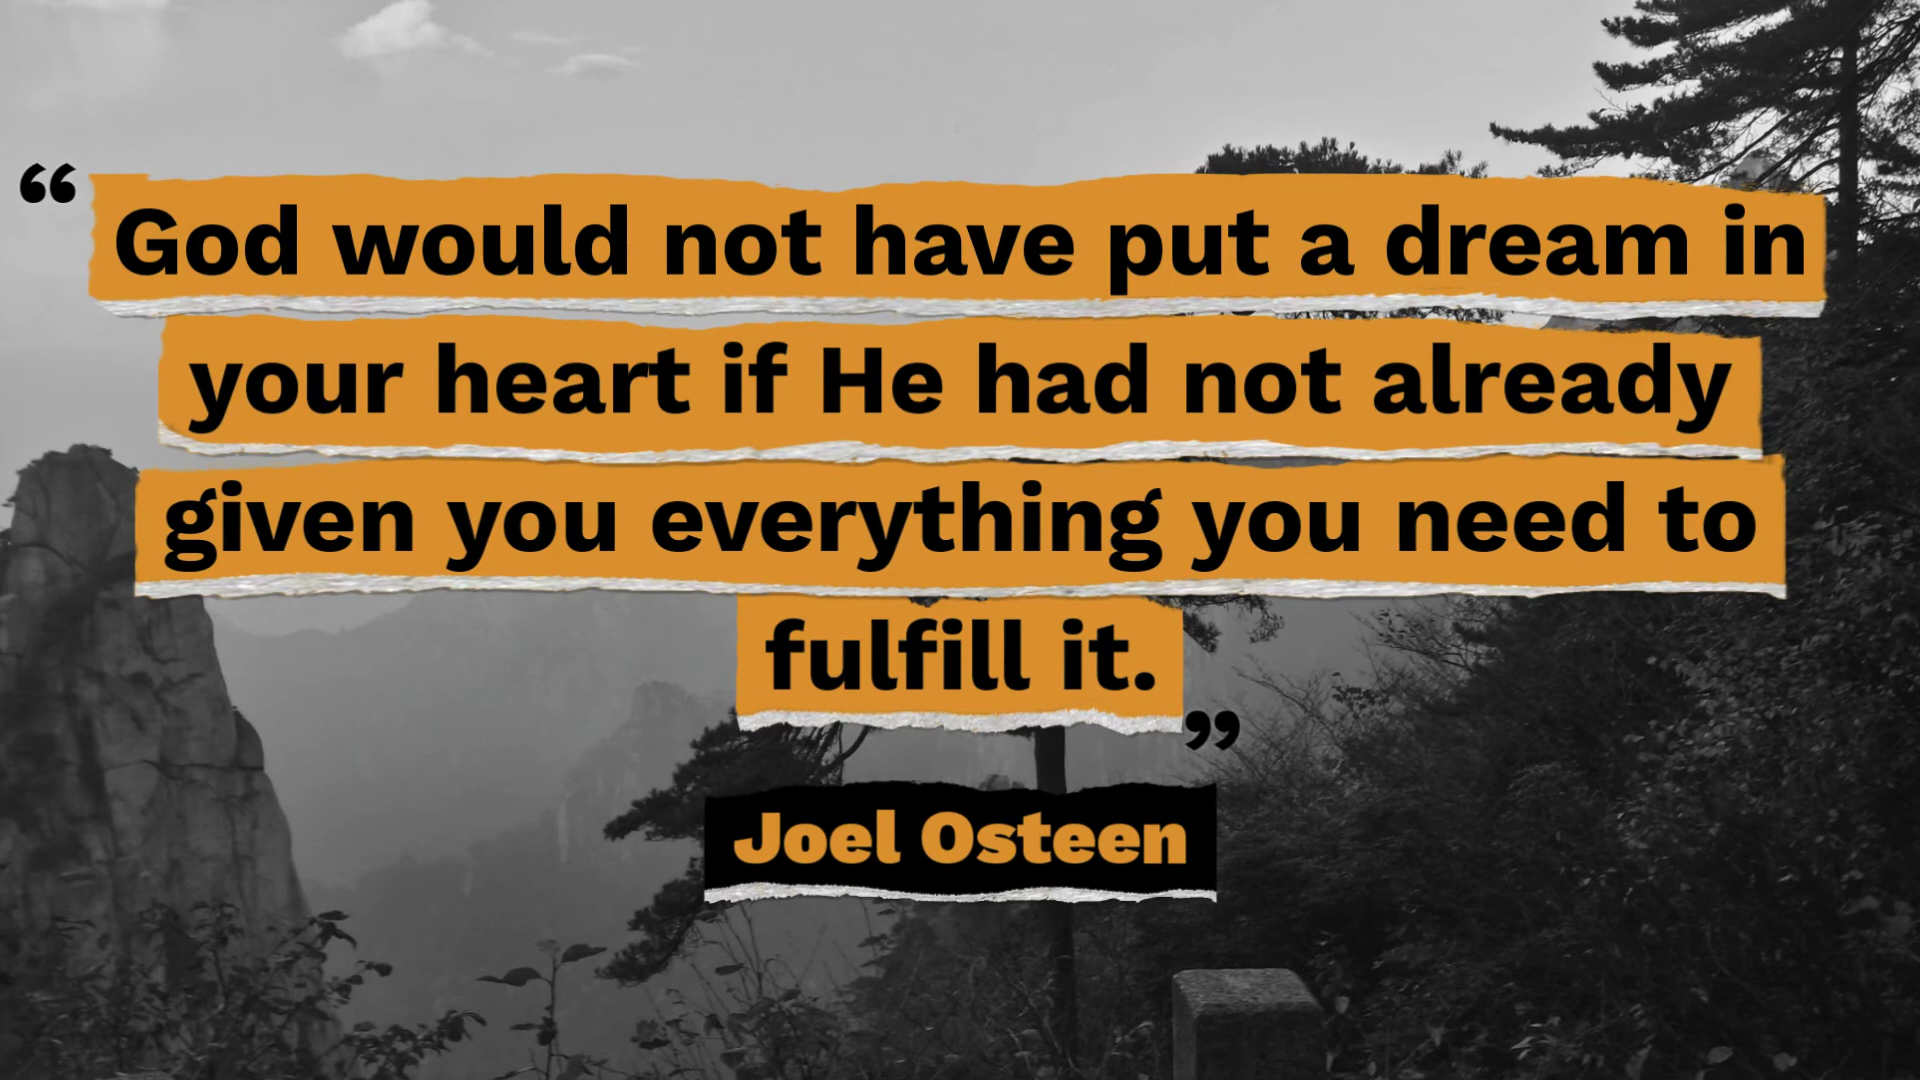 “God would not have put a dream in
your heart if He had not already
given you everything you need to
fulfill it.”
Joel Osteen